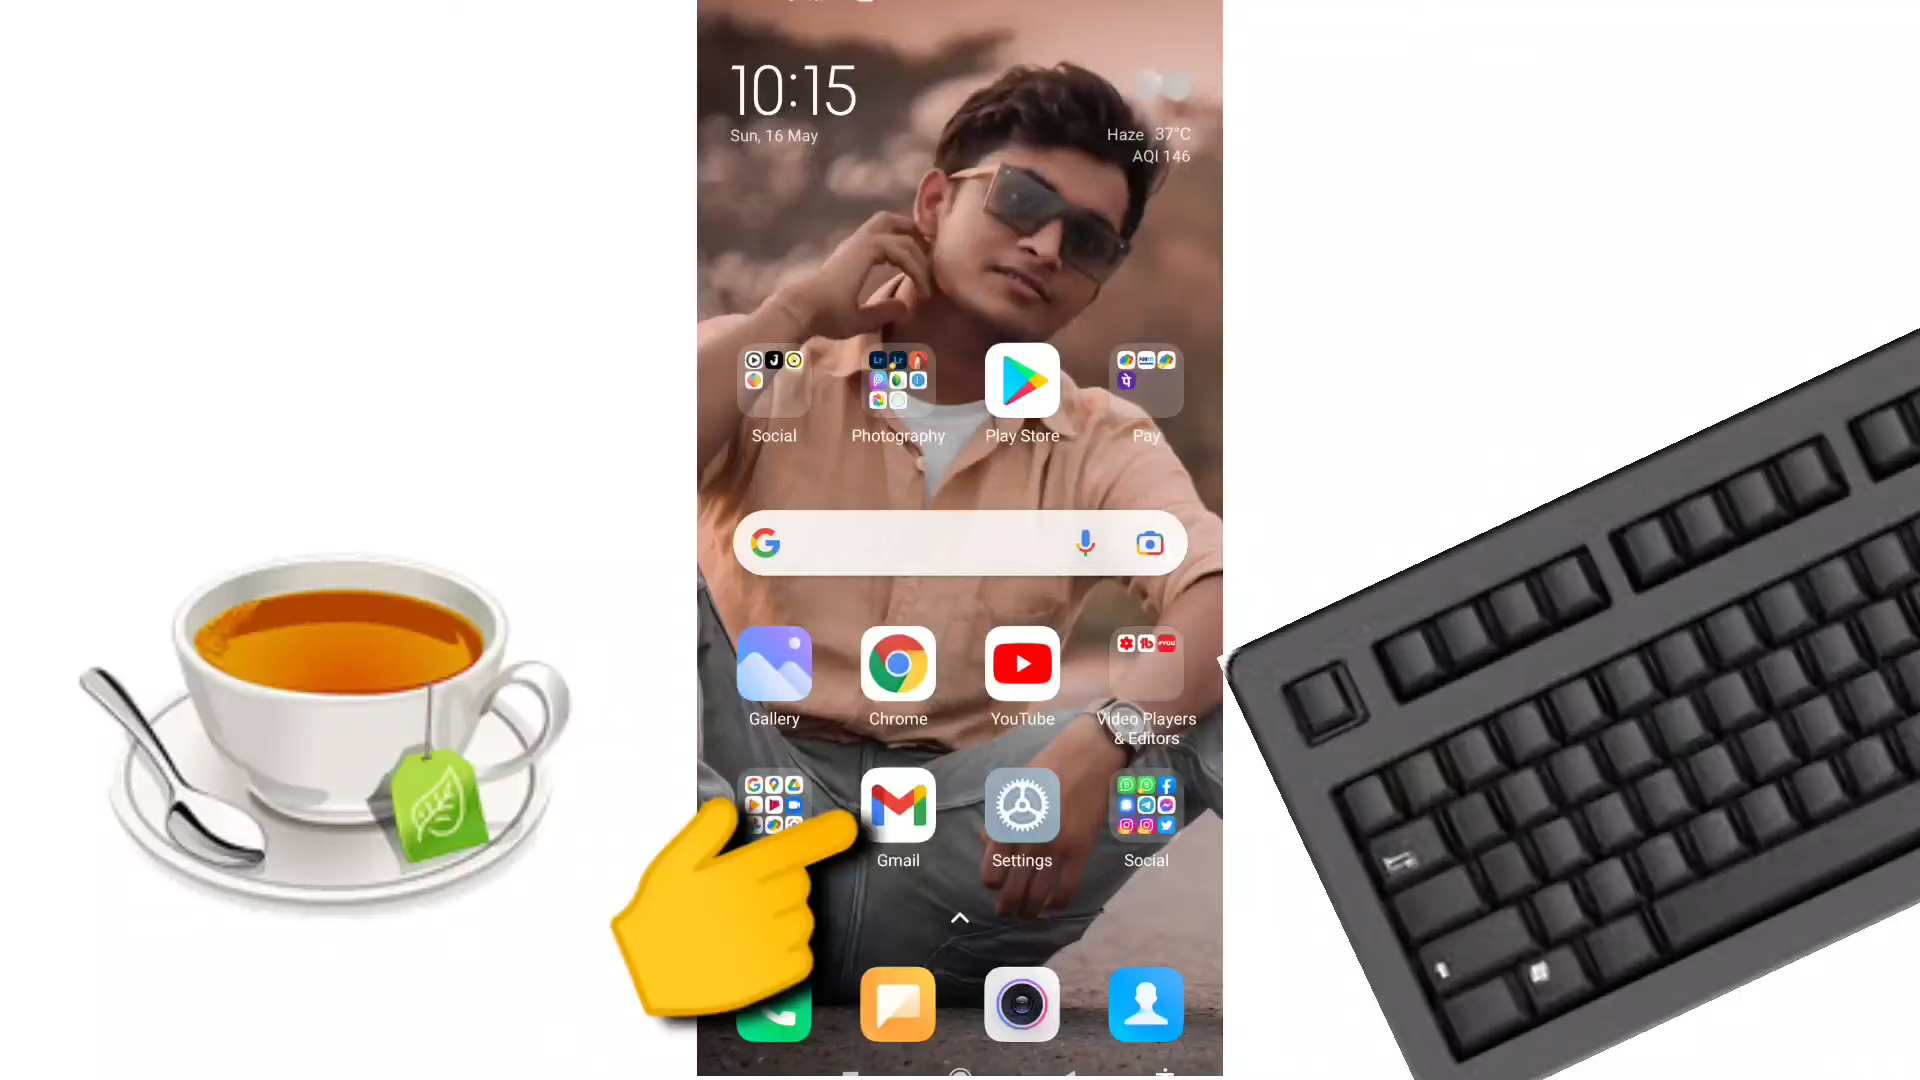 10:15
Sun, 16 May
Haze 37°C
AQI 146
Social
Photography
Play Store
Pay
Gallery
Chrome
YouTube
Video Players
& Editors
Gmail
Settings
Social